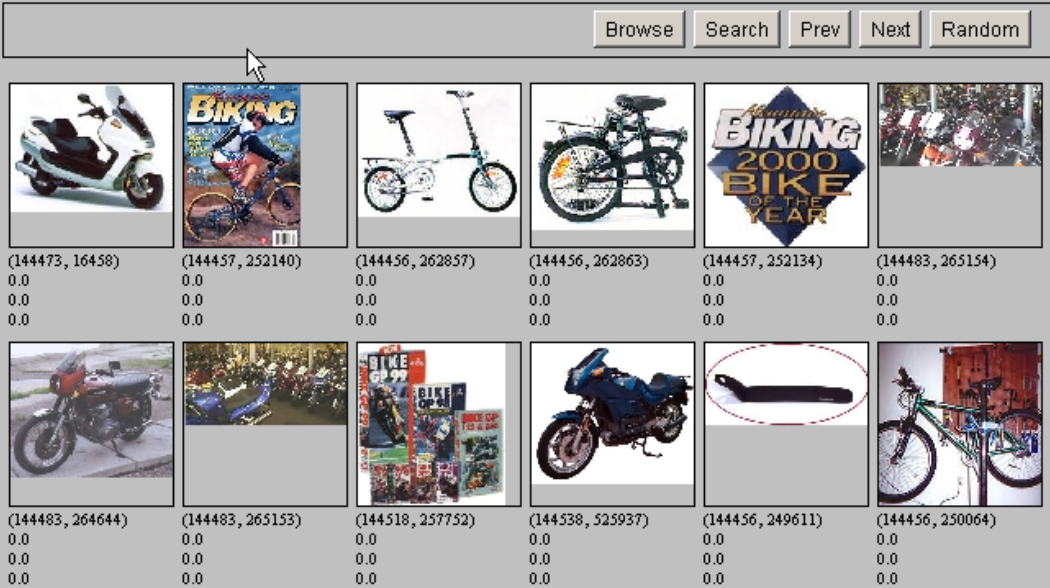 Browse Search Prev Next Random
BIKING
2000
Mountain
BIKING
2000
BIKE
OF THE
YEAR
(144473, 16458) (144457, 252140) (144456, 262857) (144456, 262863) (144457, 252134) (144483, 265154)
0.0 0.0 0.0 0.0 0.0 0.0
0.0 0.0 0.0 0.0 0.0 0.0
0.0 0.0 0.0 0.0 0.0 0.0
BIKE
GP 99
BIKE
GP 98
BIKE GP
(144483, 264644) (144483, 265153) (144518, 257752) (144538, 525937) (144456, 249611) (144456, 250064)
0.0 0.0 0.0 0.0 0.0 0.0
0.0 0.0 0.0 0.0 0.0 0.0
0.0 0.0 0.0 0.0 0.0 0.0